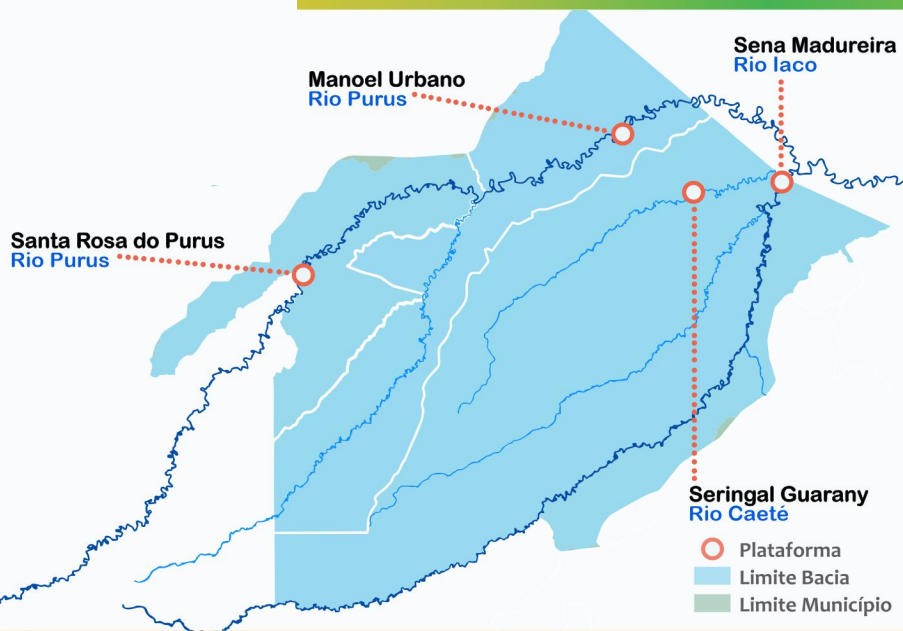 Sena Madureira
Rio Iaco
Manoel Urbano
Rio Purus
Santa Rosa do Purus
Rio Purus
Seringal Guarany
Rio Caeté
Plataforma
Limite Bacia
Limite Município